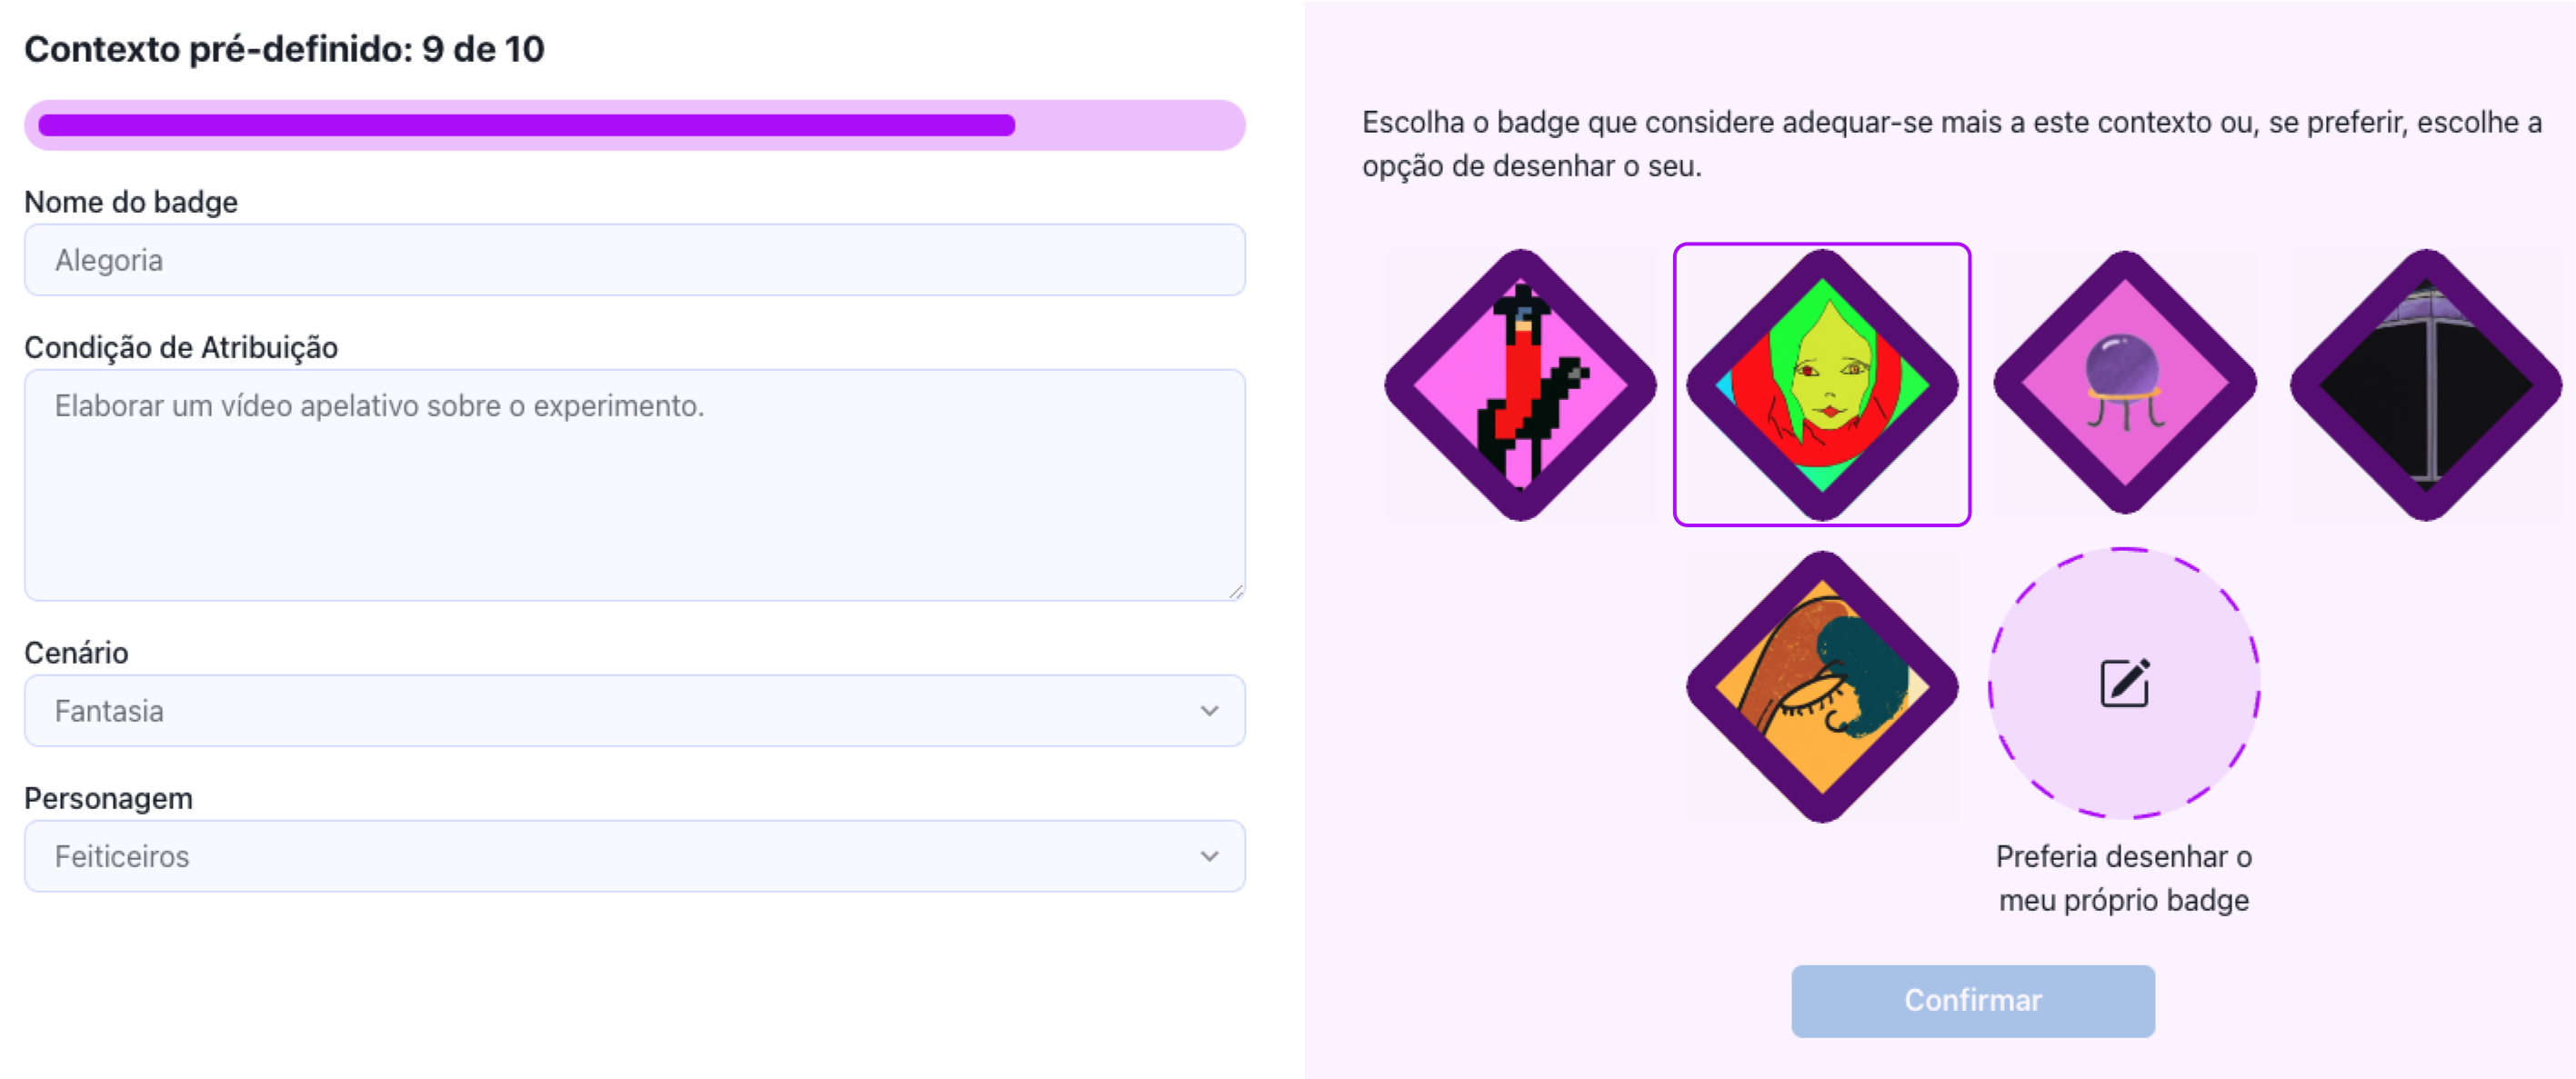 Contexto pré-definido: 9 de 10
Nome do badge
Alegoria
Condição de Atribuição
Elaborar um vídeo apelativo sobre o experimento.
Cenário
Fantasia
Personagem
Feiticeiros
Escolha o badge que considere adequar-se mais a este contexto ou, se preferir, escolhe a
opção de desenhar o seu.
Preferia desenhar o
meu próprio badge
Confirmar